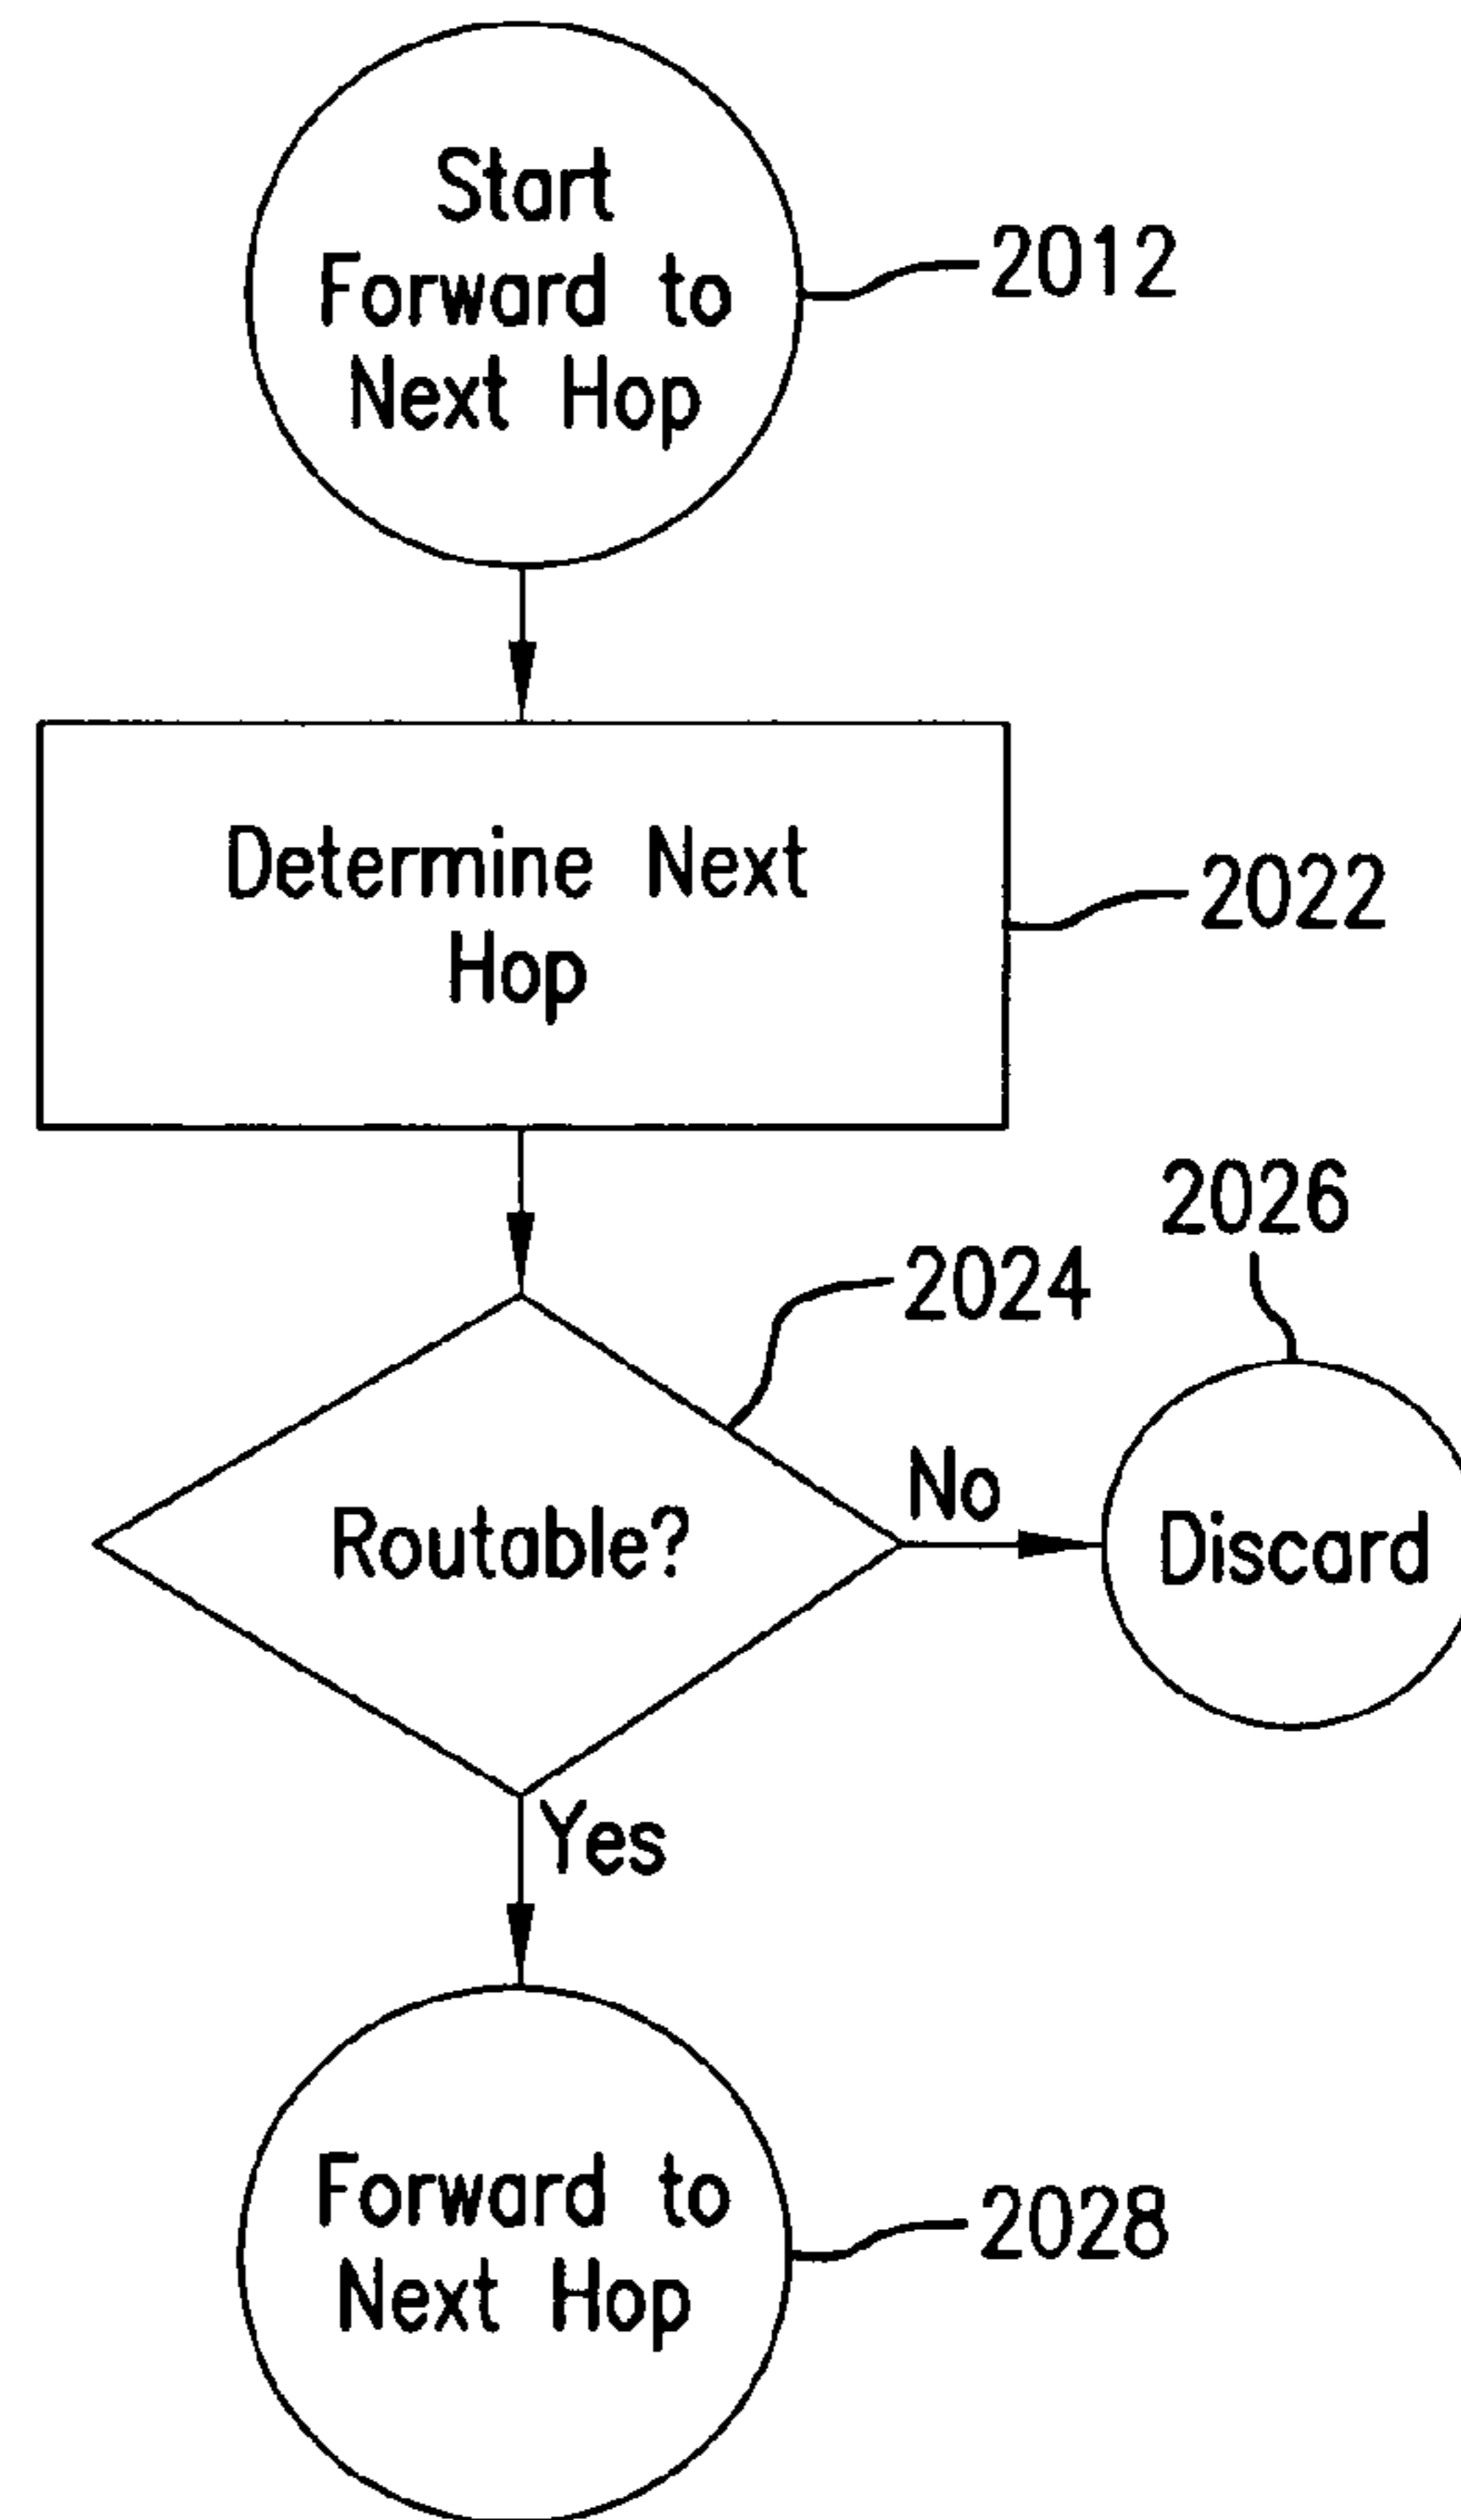 Start
Forward to
Next Hop
2012
Determine Next
Hop
2022
2026
2024
No
Routable?
Discard
Yes
Forward to
Next Hop
2028